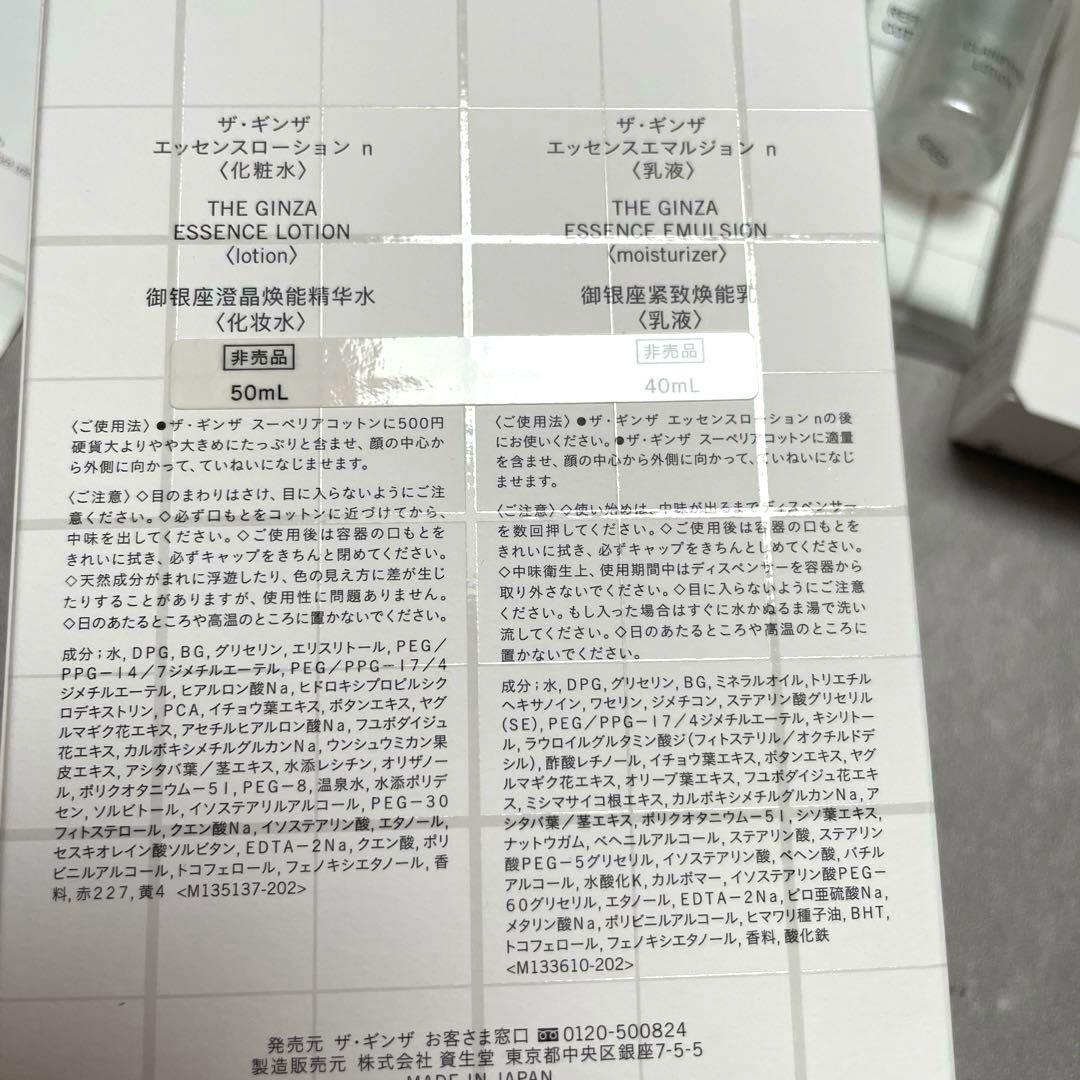 ザ・ギンザ
エッセンスローション n
〈化粧水〉
THE GINZA
ESSENCE LOTION
〈lotion〉
御银座澄晶焕能精华水
〈化妆水〉
非売品
50mL
〈ご使用法〉●ザ・ギンザ スーペリアコットンに500円
硬貨大よりやや大きめにたっぷりと含ませ、顔の中心か
ら外側に向かって、ていねいになじませます。
〈ご注意〉◇目のまわりはさけ、目に入らないようにご注
意ください。◇必ず口もとをコットンに近づけてから、
中味を出してください。◇ご使用後は容器の口もとを
きれいに拭き、必ずキャップをきちんと閉めてください。
◇天然成分がまれに浮遊したり、色の見え方に差が生じ
たりすることがありますが、使用性に問題ありません。
◇日のあたるところや高温のところに置かないでください。
成分；水, DPG, BG, グリセリン, エリスリトール, PEG/
PPG－14/7ジメチルエーテル, PEG/PPG－17/4
ジメチルエーテル, ヒアルロン酸Na, ヒドロキシプロピルシク
ロデキストリン, PCA, イチョウ葉エキス, ボタンエキス, ヤグ
ルマギク花エキス, アセチルヒアルロン酸Na, フユボダイジュ
花エキス, カルボキシメチルグルカンNa, ウンシュウミカン果
皮エキス, アシタバ葉/茎エキス, 水添レシチン, オリザノー
ル, ポリクオタニウム－51, PEG－8, 温泉水, 水添ポリデ
セン, ソルビトール, イソステアリルアルコール, PEG－30
フィトステロール, クエン酸Na, イソステアリン酸, エタノール,
セスキオレイン酸ソルビタン, EDTA－2Na, クエン酸, ポリ
ビニルアルコール, トコフェロール, フェノキシエタノール, 香
料, 赤227, 黄4 <M135137-202>
ザ・ギンザ
エッセンスエマルジョン n
〈乳液〉
THE GINZA
ESSENCE EMULSION
〈moisturizer〉
御银座紧致焕能乳
〈乳液〉
非売品
40mL
〈ご使用法〉●ザ・ギンザ エッセンスローション nの後
にお使いください。●ザ・ギンザ スーペリアコットンに適量
を含ませ、顔の中心から外側に向かって、ていねいになじ
ませます。
〈ご注意〉◇使い始めは、中味が出るまでディスペンサー
を数回押してください。◇ご使用後は容器の口もとを
きれいに拭き、必ずキャップをきちんとしめてください。
◇中味衛生上、使用期間中はディスペンサーを容器から
取り外さないでください。◇目に入らないようにご注意
ください。もし入った場合はすぐに水かぬるま湯で洗い
流してください。◇日のあたるところや高温のところに
置かないでください。
成分；水, DPG, グリセリン, BG, ミネラルオイル, トリエチル
ヘキサノイン, ワセリン, ジメチコン, ステアリン酸グリセリル
(SE), PEG/PPG－17/4ジメチルエーテル, キシリトー
ル, ラウロイルグルタミン酸ジ(フィトステリル/オクチルドデ
シル), 酢酸レチノール, イチョウ葉エキス, ボタンエキス, ヤグ
ルマギク花エキス, オリーブ葉エキス, フユボダイジュ花エキ
ス, ミシマサイコ根エキス, カルボキシメチルグルカンNa, ア
シタバ葉/茎エキス, ポリクオタニウム－51, シソ葉エキス,
ナットウガム, ベヘニルアルコール, ステアリン酸, ステアリン
酸PEG－5グリセリル, イソステアリン酸, ベヘン酸, バチル
アルコール, 水酸化K, カルボマー, イソステアリン酸PEG－
60グリセリル, エタノール, EDTA－2Na, ピロ亜硫酸Na,
メタリン酸Na, ポリビニルアルコール, ヒマワリ種子油, BHT,
トコフェロール, フェノキシエタノール, 香料, 酸化鉄
<M133610-202>
発売元 ザ・ギンザ お客さま窓口 0120-500824
製造販売元 株式会社 資生堂 東京都中央区銀座7-5-5
MADE IN JAPAN
LOTION